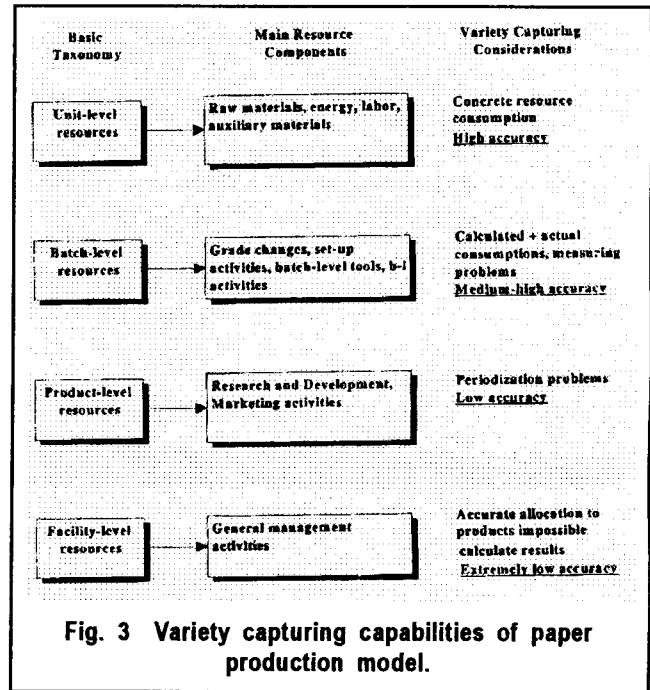 Basic
Taxonomy
Main Resource
Components
Variety Capturing
Considerations
Unit-level
resources
Raw materials, energy, labor,
auxiliary materials
Concrete resource
consumption
High accuracy
Batch-level
resources
Grade changes, set-up
activities, batch-level tools, b-l
activities
Calculated + actual
consumptions, measuring
problems
Medium-high accuracy
Product-level
resources
Research and Development,
Marketing activities
Periodization problems
Low accuracy
Facility-level
resources
General management
activities
Accurate allocation to
products impossible
calculate results
Extremely low accuracy
Fig. 3 Variety capturing capabilities of paper
production model.